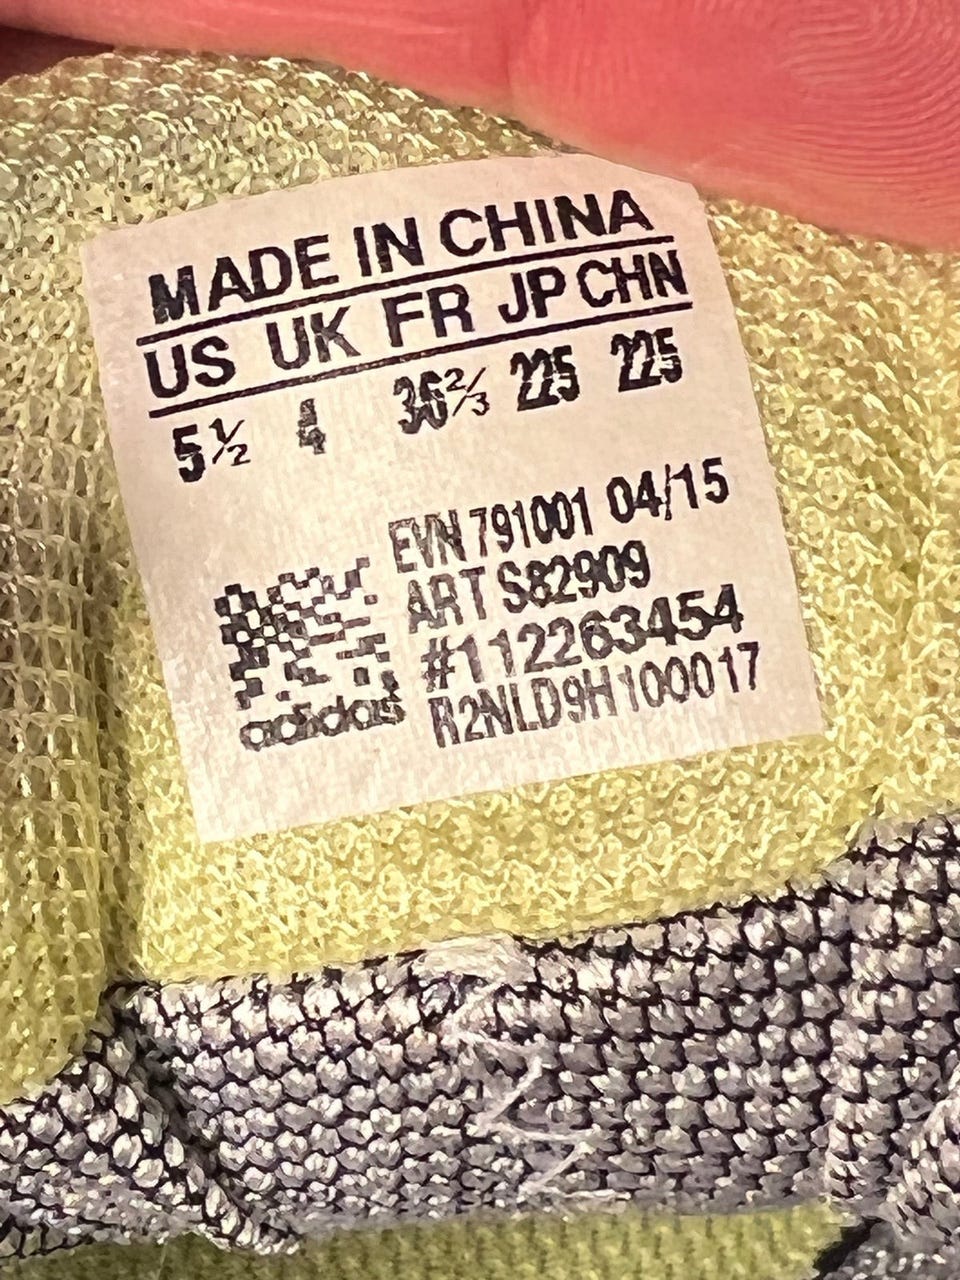 MADE IN CHINA
US UK FR JP CHN
5½ 4 36⅔ 225 225
EVN 791001 04/15
ART S82909
#112263454
R2NLD9H100017
adidas